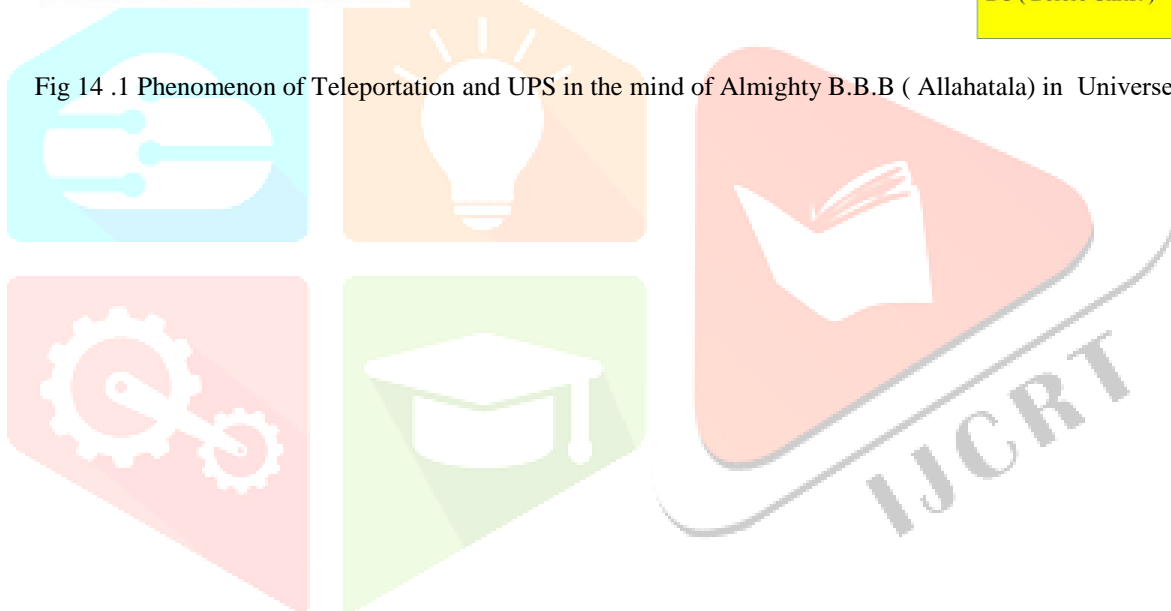 Fig 14 .1 Phenomenon of Teleportation and UPS in the mind of Almighty B.B.B ( Allahatala) in Universe
IJCRT